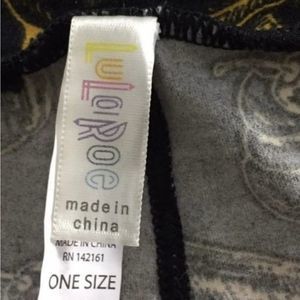 LuLaRoe
made in
china
MADE IN CHINA
RN 142161
ONE SIZE